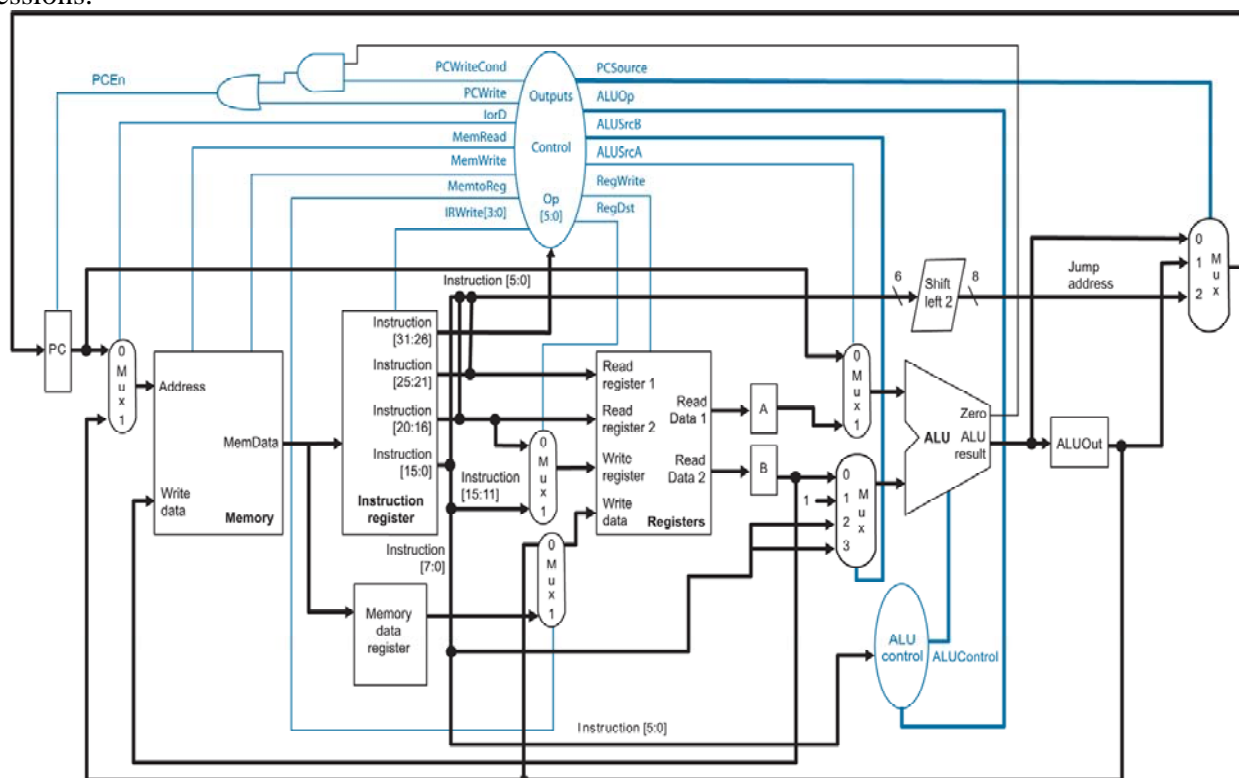 essions.
PCEn
PCWriteCond
PCWrite
IorD
MemRead
MemWrite
MemtoReg
IRWrite[3:0]
Outputs
Control
Op
[5:0]
PCSource
ALUOp
ALUSrcB
ALUSrcA
RegWrite
RegDst
PC
0
M
u
x
1
Address
MemData
Write
data
Memory
Instruction [5:0]
Instruction
[31:26]
Instruction
[25:21]
Instruction
[20:16]
Instruction
[15:0]
Instruction
register
Instruction
[15:11]
Instruction
[7:0]
Memory
data
register
0
M
u
x
1
0
M
u
x
1
Read
register 1
Read
register 2
Write
register
Write
data
Read
Data 1
Read
Data 2
Registers
A
B
0
M
u
x
1
0
1
1
2
3
M
u
x
6
Shift
left 2
8
Jump
address
Zero
ALU
ALU
result
ALUOut
0
1
2
M
u
x
ALU
control
ALUControl
Instruction [5:0]